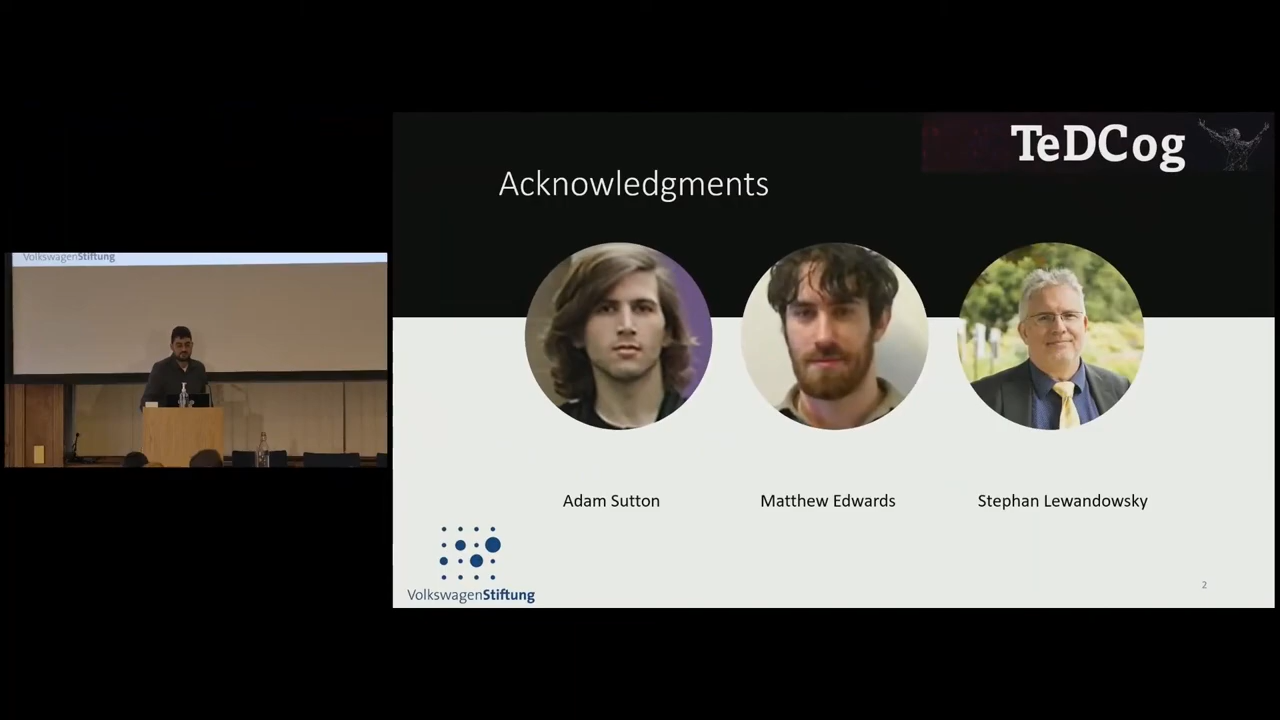 TeDCog
Acknowledgments
VolkswagenStiftung
Adam Sutton
Matthew Edwards
Stephan Lewandowsky
VolkswagenStiftung
2